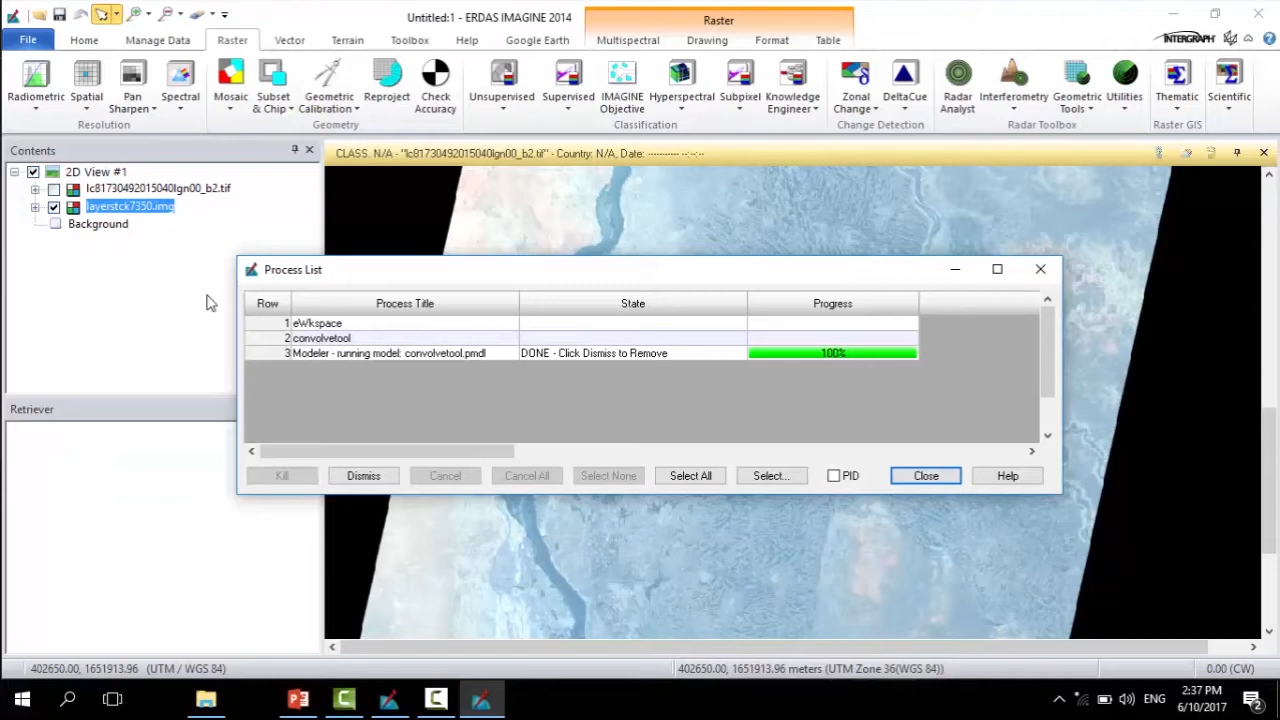 Untitled:1 - ERDAS IMAGINE 2014
Raster
File
Home
Manage Data
Raster
Vector
Terrain
Toolbox
Help
Google Earth
Multispectral
Drawing
Format
Table
INTERGRAPH
Radiometric
Spatial
Pan
Sharpen
Spectral
Mosaic
Subset
& Chip
Geometric
Calibration
Reproject
Check
Accuracy
Unsupervised
Supervised
IMAGINE
Objective
Hyperspectral
Subpixel
Knowledge
Engineer
Zonal
Change
DeltaCue
Radar
Analyst
Interferometry
Geometric
Tools
Utilities
Thematic
Scientific
Resolution
Geometry
Classification
Change Detection
Radar Toolbox
Raster GIS
Contents
CLASS. N/A - "lc81730492015040lgn00_b2.tif" - Country: N/A, Date: ---------- --:--:--
2D View #1
lc81730492015040lgn00_b2.tif
layerstck7350.img
Background
Process List
Row
Process Title
State
Progress
1 eWkspace
2 convolvetool
3 Modeler - running model: convolvetool.pmdl
DONE - Click Dismiss to Remove
100%
Retriever
Kill
Dismiss
Cancel
Cancel All
Select None
Select All
Select...
PID
Close
Help
402650.00, 1651913.96 (UTM / WGS 84)
402650.00, 1651913.96 meters (UTM Zone 36(WGS 84))
0.00 (CW)
ENG
2:37 PM
6/10/2017
2